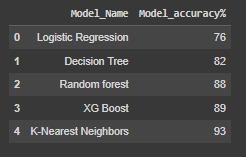 Model_Name Model_accuracy%
0 Logistic Regression 76
1 Decision Tree 82
2 Random forest 88
3 XG Boost 89
4 K-Nearest Neighbors 93